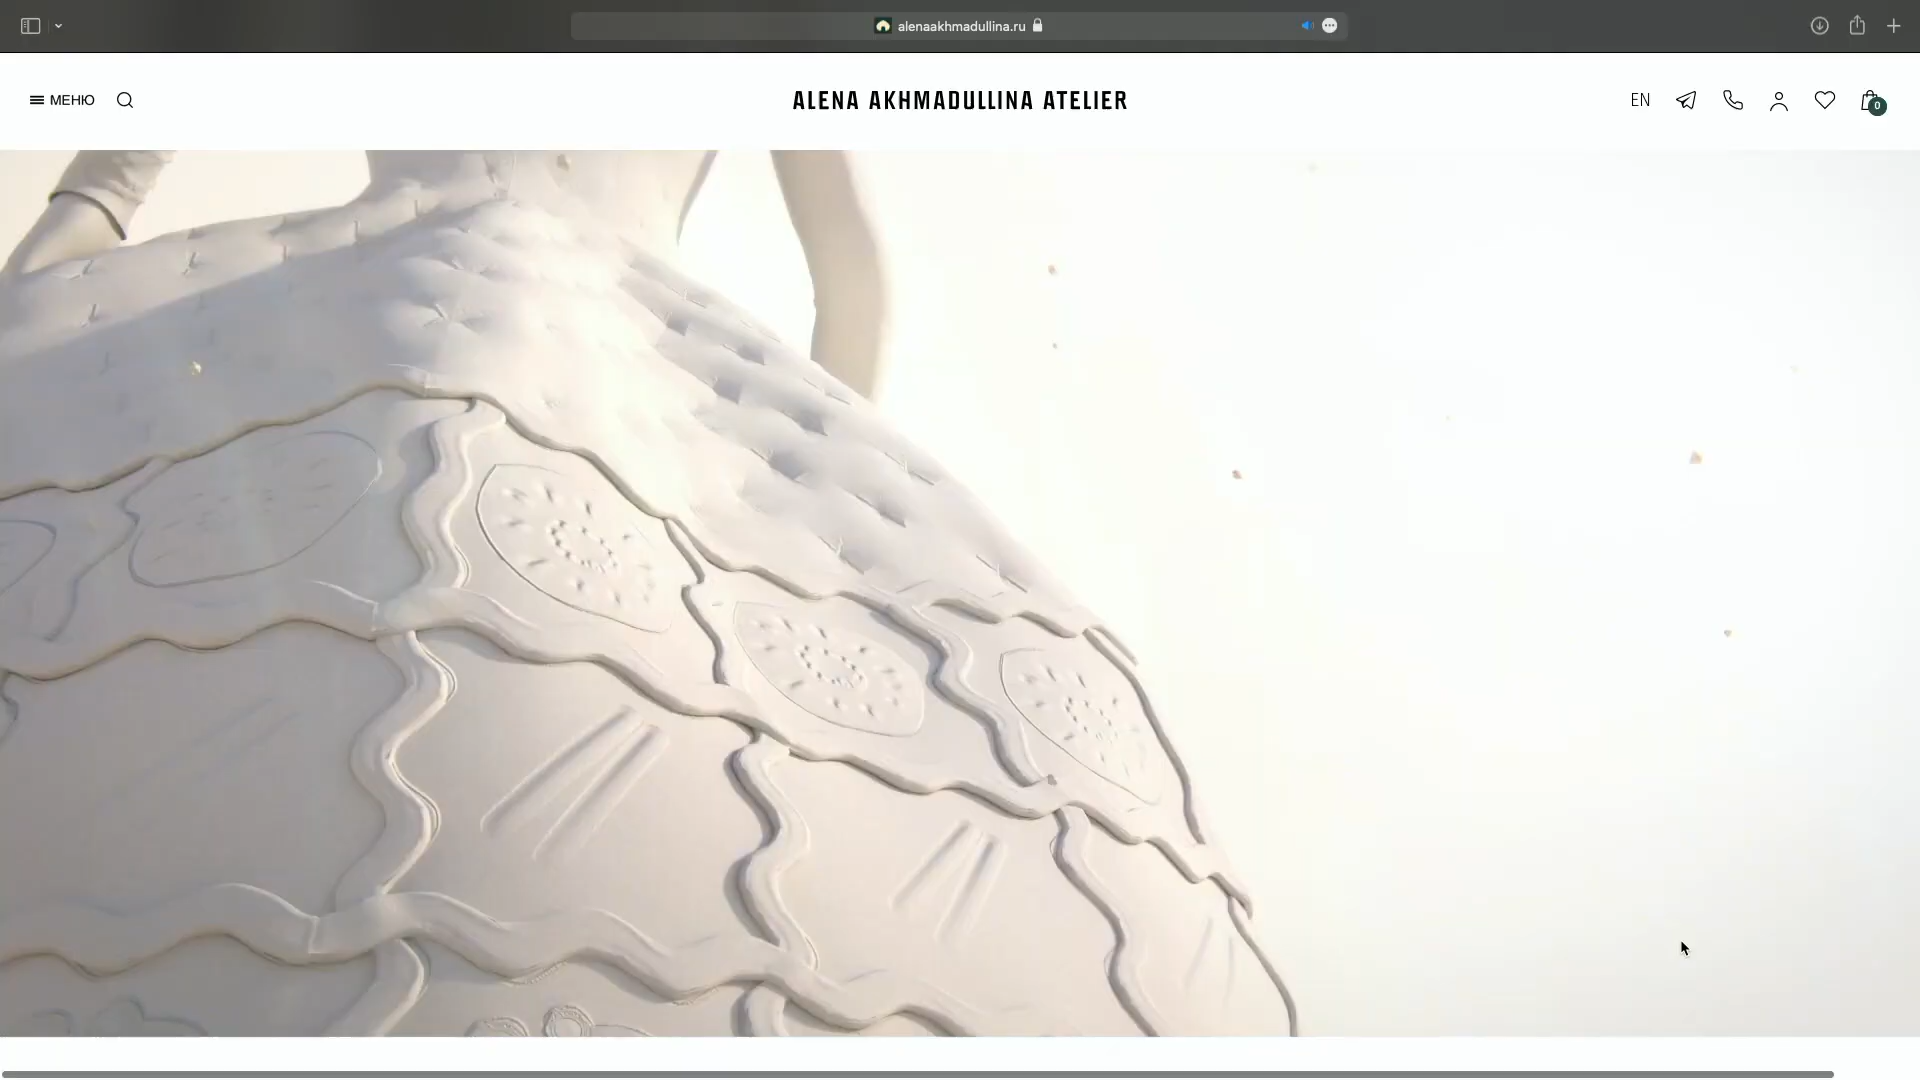 alenaakhmadullina.ru
МЕНЮ
ALENA AKHMADULLINA ATELIER
EN
0